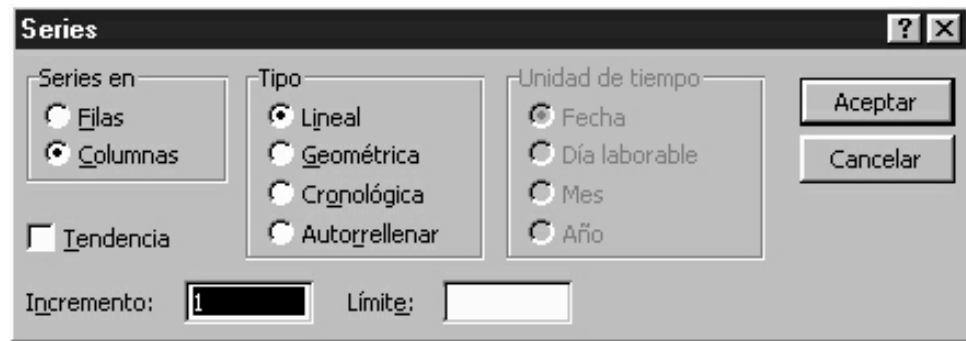 Series
Series en
Filas
Columnas
Tendencia
Tipo
Lineal
Geométrica
Cronológica
Autorrellenar
Unidad de tiempo
Fecha
Día laborable
Mes
Año
Aceptar
Cancelar
Incremento: 1
Límite: